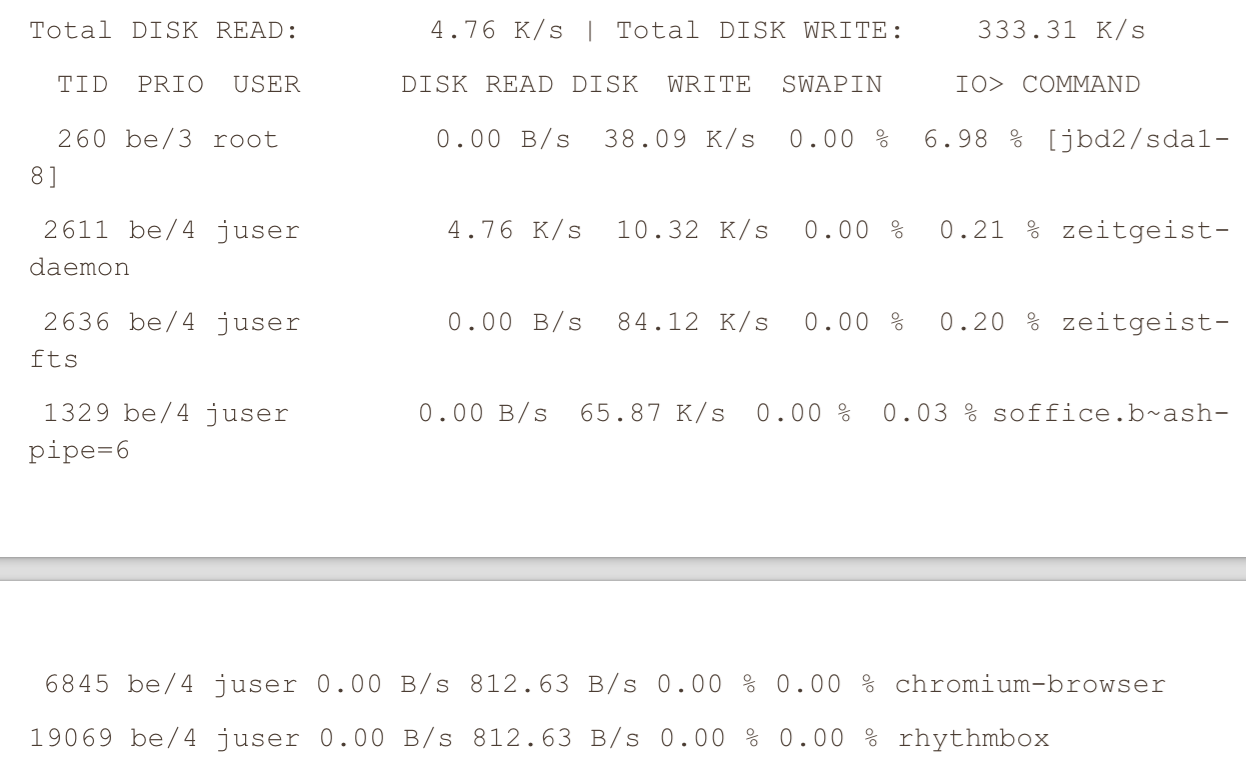 Total DISK READ: 4.76 K/s | Total DISK WRITE: 333.31 K/s
TID PRIO USER DISK READ DISK WRITE SWAPIN IO> COMMAND
260 be/3 root 0.00 B/s 38.09 K/s 0.00 % 6.98 % [jbd2/sda1-
8]
2611 be/4 juser 4.76 K/s 10.32 K/s 0.00 % 0.21 % zeitgeist-
daemon
2636 be/4 juser 0.00 B/s 84.12 K/s 0.00 % 0.20 % zeitgeist-
fts
1329 be/4 juser 0.00 B/s 65.87 K/s 0.00 % 0.03 % soffice.b~ash-
pipe=6
6845 be/4 juser 0.00 B/s 812.63 B/s 0.00 % 0.00 % chromium-browser
19069 be/4 juser 0.00 B/s 812.63 B/s 0.00 % 0.00 % rhythmbox